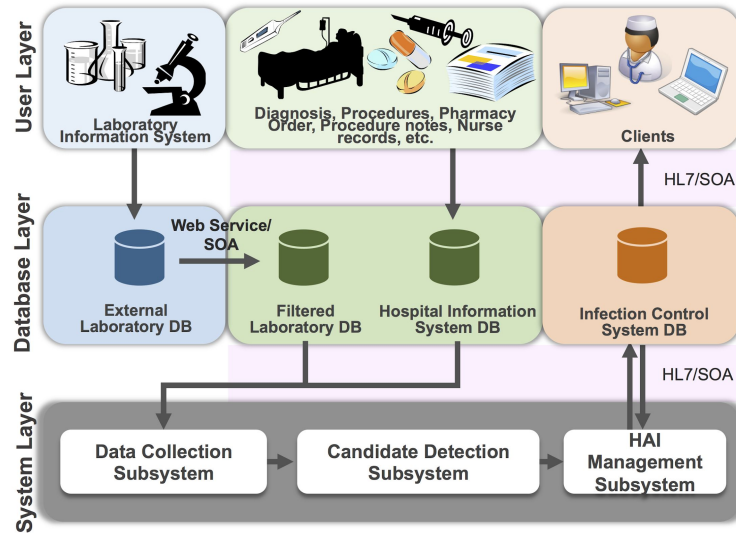 User Layer
Laboratory
Information System
Diagnosis, Procedures, Pharmacy
Order, Procedure notes, Nurse
records, etc.
Clients
HL7/SOA
Database Layer
Web Service/
SOA
External
Laboratory DB
Filtered
Laboratory DB
Hospital Information
System DB
Infection Control
System DB
HL7/SOA
System Layer
Data Collection
Subsystem
Candidate Detection
Subsystem
HAI
Management
Subsystem